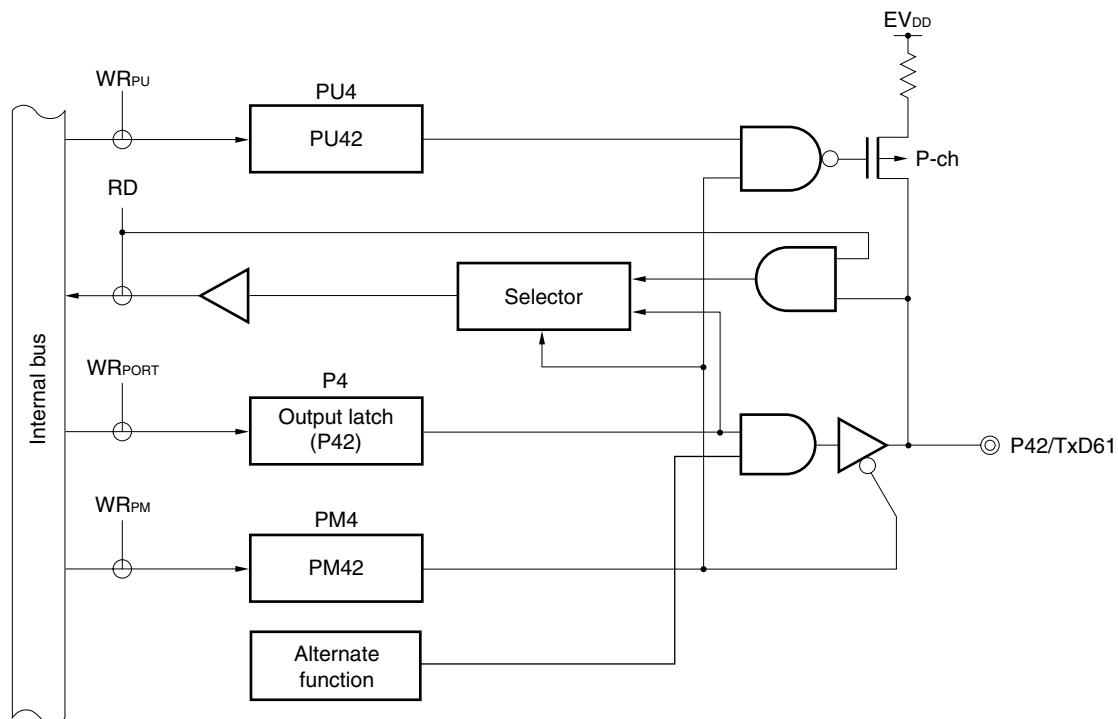 EVDD
WRPU
PU4
PU42
P-ch
RD
Selector
Internal bus
WRPORT
P4
Output latch
(P42)
P42/TxD61
WRPM
PM4
PM42
Alternate
function